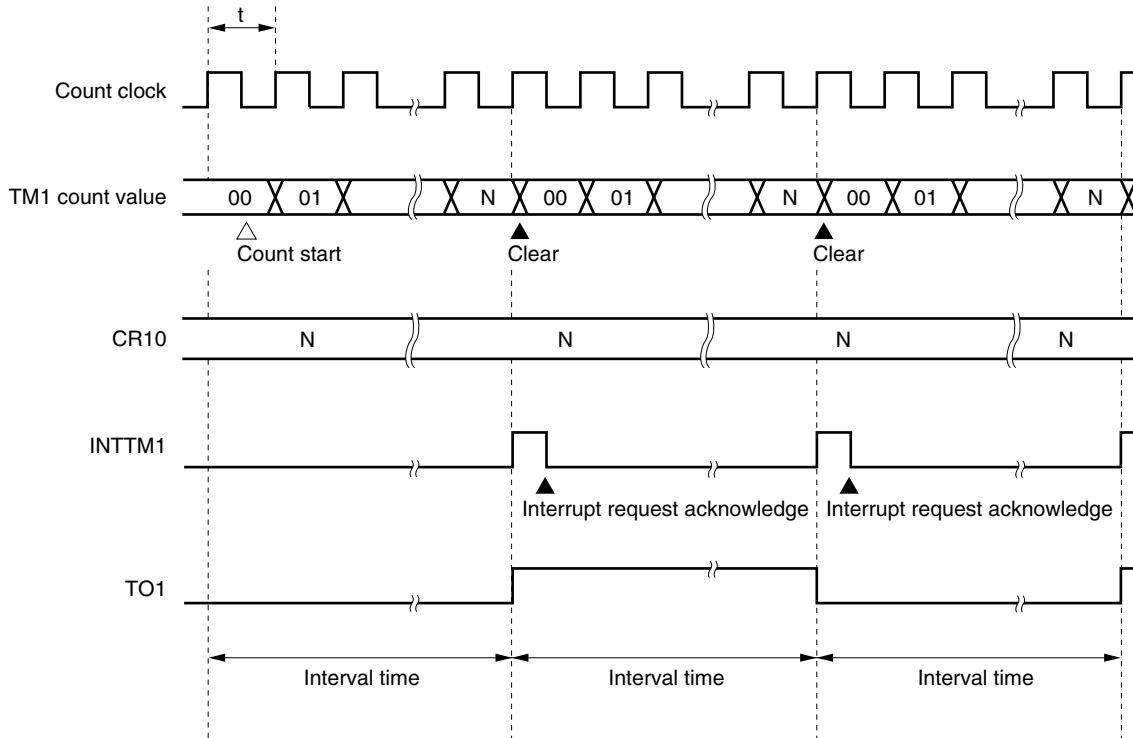 t
Count clock
TM1 count value 00 01 N 00 01 N 00 01 N
Count start Clear Clear
CR10 N N N N
INTTM1
Interrupt request acknowledge Interrupt request acknowledge
TO1
Interval time Interval time Interval time